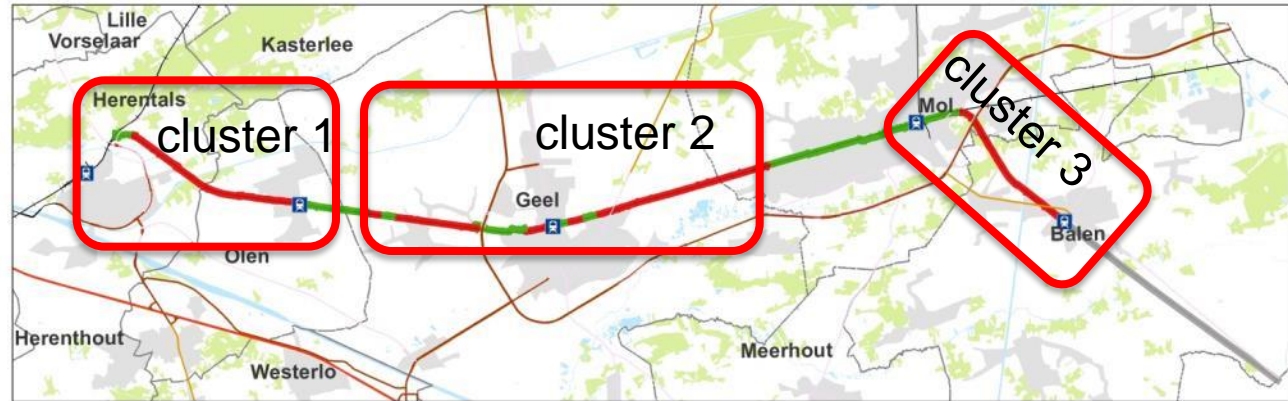 Lille
Vorselaar
Kasterlee
Herentals
cluster 1
cluster 2
Mol
cluster 3
Geel
Balen
Olen
Herenthout
Westerlo
Meerhout